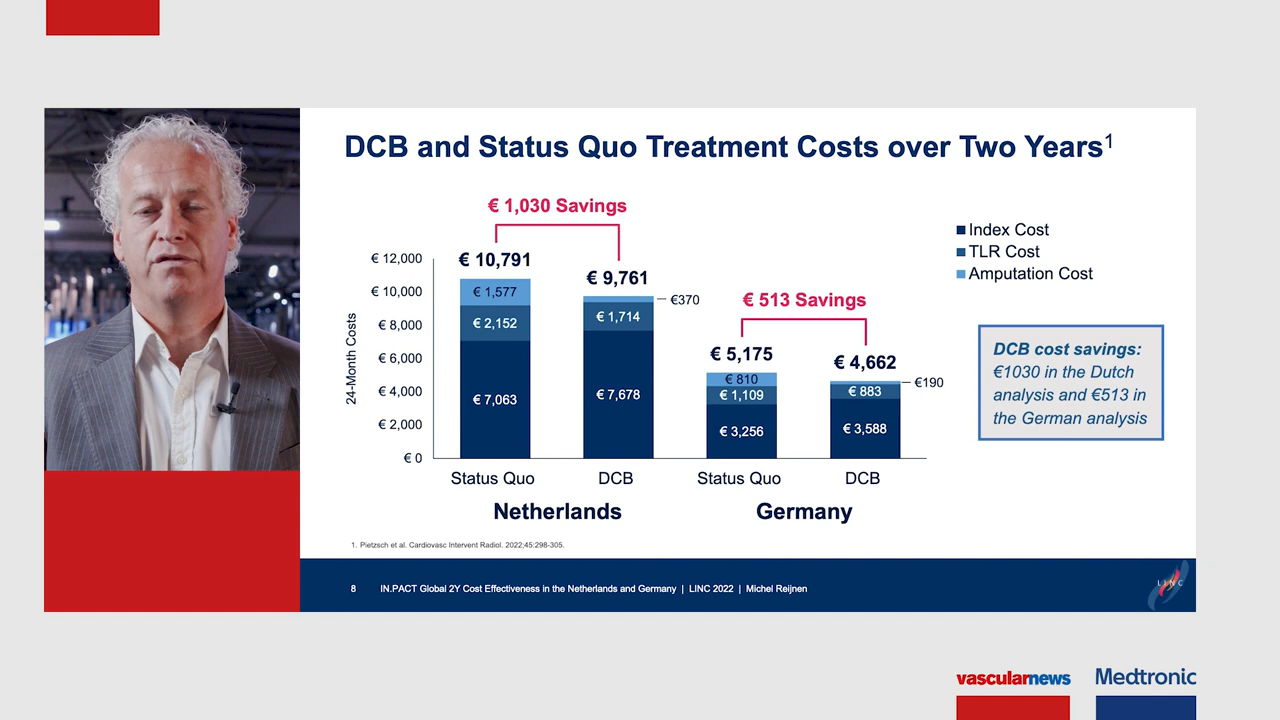 DCB and Status Quo Treatment Costs over Two Years1
€ 1,030 Savings
€ 12,000
€ 10,000
€ 8,000
€ 6,000
€ 4,000
€ 2,000
€ 0
24-Month Costs
€ 10,791
€ 1,577
€ 2,152
€ 7,063
€ 9,761
€370
€ 1,714
€ 7,678
€ 513 Savings
€ 5,175
€ 810
€ 1,109
€ 3,256
€ 4,662
€190
€ 883
€ 3,588
Status Quo
DCB
Status Quo
DCB
Netherlands
Germany
Index Cost
TLR Cost
Amputation Cost
DCB cost savings:
€1030 in the Dutch
analysis and €513 in
the German analysis
1. Pietzsch et al. Cardiovasc Intervent Radiol. 2022;45:298-305.
8 IN.PACT Global 2Y Cost Effectiveness in the Netherlands and Germany | LINC 2022 | Michel Reijnen
LINC
vascularnews
Medtronic